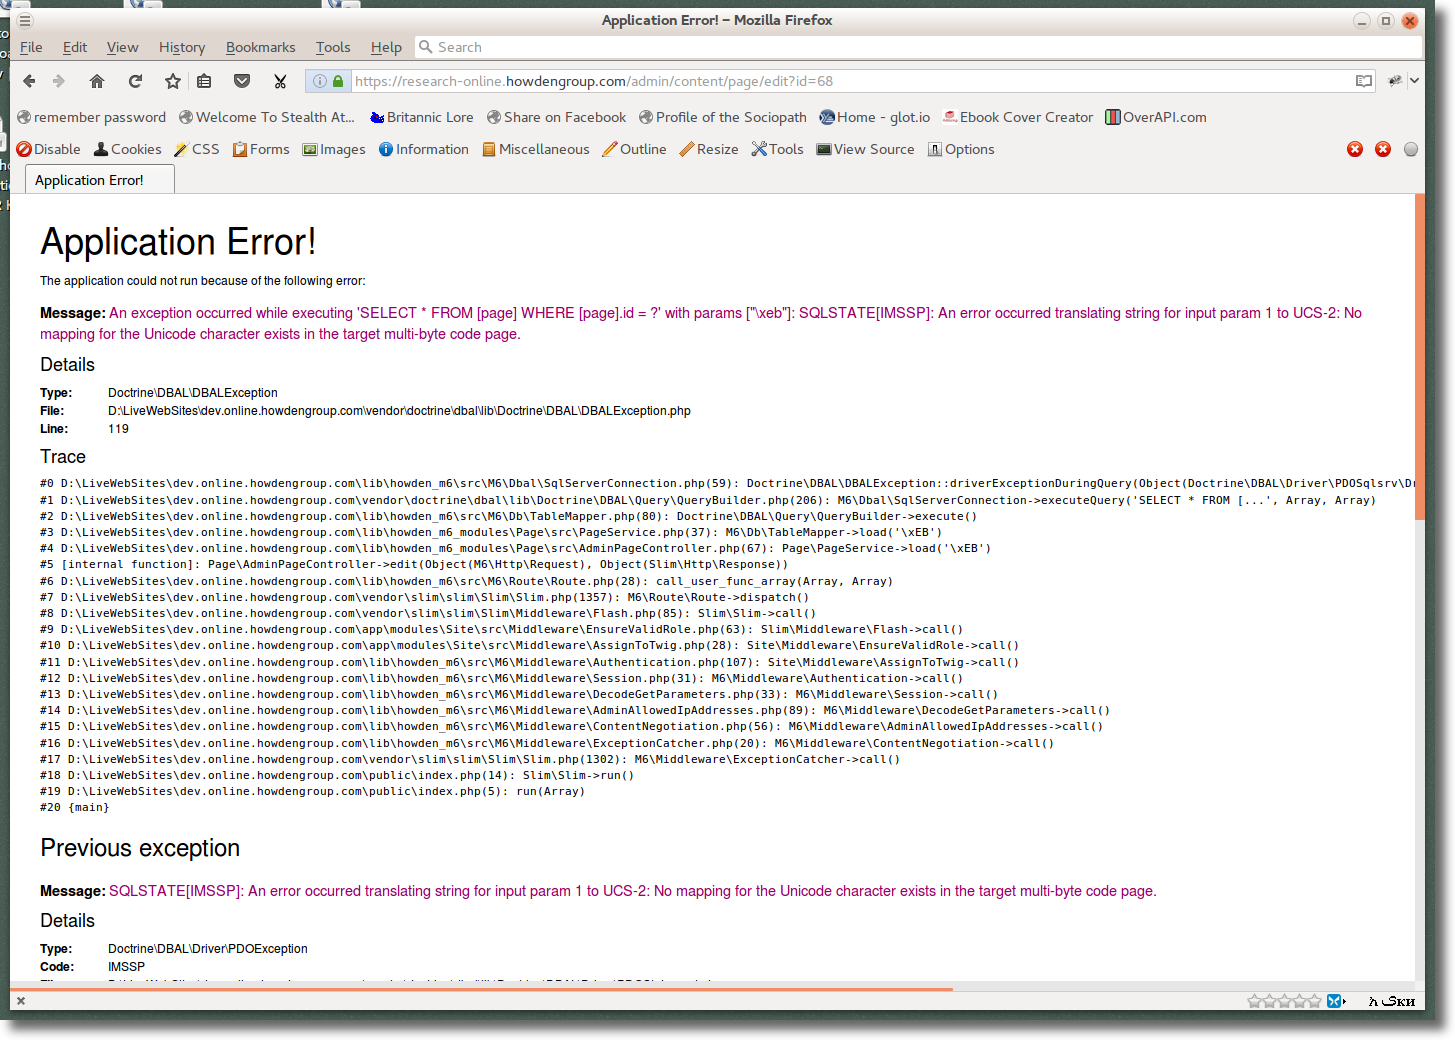 Application Error! – Mozilla Firefox
File Edit View History Bookmarks Tools Help Search
https://research-online.howdengroup.com/admin/content/page/edit?id=68
remember password Welcome To Stealth At... Britannic Lore Share on Facebook Profile of the Sociopath Home - glot.io Ebook Cover Creator OverAPI.com
Disable Cookies CSS Forms Images Information Miscellaneous Outline Resize Tools View Source Options
Application Error!
Application Error!
The application could not run because of the following error:
Message: An exception occurred while executing 'SELECT * FROM [page] WHERE [page].id = ?' with params ["\xeb"]: SQLSTATE[IMSSP]: An error occurred translating string for input param 1 to UCS-2: No
mapping for the Unicode character exists in the target multi-byte code page.
Details
Type: Doctrine\DBAL\DBALException
File: D:\LiveWebSites\dev.online.howdengroup.com\vendor\doctrine\dbal\lib\Doctrine\DBAL\DBALException.php
Line: 119
Trace
#0 D:\LiveWebSites\dev.online.howdengroup.com\lib\howden_m6\src\M6\Dbal\SqlServerConnection.php(59): Doctrine\DBAL\DBALException::driverExceptionDuringQuery(Object(Doctrine\DBAL\Driver\PDOSqlsrv\Dr
#1 D:\LiveWebSites\dev.online.howdengroup.com\vendor\doctrine\dbal\lib\Doctrine\DBAL\Query\QueryBuilder.php(206): M6\Dbal\SqlServerConnection->executeQuery('SELECT * FROM [...', Array, Array)
#2 D:\LiveWebSites\dev.online.howdengroup.com\lib\howden_m6\src\M6\Db\TableMapper.php(80): Doctrine\DBAL\Query\QueryBuilder->execute()
#3 D:\LiveWebSites\dev.online.howdengroup.com\lib\howden_m6_modules\Page\src\PageService.php(37): M6\Db\TableMapper->load('\xEB')
#4 D:\LiveWebSites\dev.online.howdengroup.com\lib\howden_m6_modules\Page\src\AdminPageController.php(67): Page\PageService->load('\xEB')
#5 [internal function]: Page\AdminPageController->edit(Object(M6\Http\Request), Object(Slim\Http\Response))
#6 D:\LiveWebSites\dev.online.howdengroup.com\lib\howden_m6\src\M6\Route\Route.php(28): call_user_func_array(Array, Array)
#7 D:\LiveWebSites\dev.online.howdengroup.com\vendor\slim\slim\Slim\Slim.php(1357): M6\Route\Route->dispatch()
#8 D:\LiveWebSites\dev.online.howdengroup.com\vendor\slim\slim\Slim\Middleware\Flash.php(85): Slim\Slim->call()
#9 D:\LiveWebSites\dev.online.howdengroup.com\app\modules\Site\src\Middleware\EnsureValidRole.php(63): Slim\Middleware\Flash->call()
#10 D:\LiveWebSites\dev.online.howdengroup.com\app\modules\Site\src\Middleware\AssignToTwig.php(28): Site\Middleware\EnsureValidRole->call()
#11 D:\LiveWebSites\dev.online.howdengroup.com\lib\howden_m6\src\M6\Middleware\Authentication.php(107): Site\Middleware\AssignToTwig->call()
#12 D:\LiveWebSites\dev.online.howdengroup.com\lib\howden_m6\src\M6\Middleware\Session.php(31): M6\Middleware\Authentication->call()
#13 D:\LiveWebSites\dev.online.howdengroup.com\lib\howden_m6\src\M6\Middleware\DecodeGetParameters.php(33): M6\Middleware\Session->call()
#14 D:\LiveWebSites\dev.online.howdengroup.com\lib\howden_m6\src\M6\Middleware\AdminAllowedIpAddresses.php(89): M6\Middleware\DecodeGetParameters->call()
#15 D:\LiveWebSites\dev.online.howdengroup.com\lib\howden_m6\src\M6\Middleware\ContentNegotiation.php(56): M6\Middleware\AdminAllowedIpAddresses->call()
#16 D:\LiveWebSites\dev.online.howdengroup.com\lib\howden_m6\src\M6\Middleware\ExceptionCatcher.php(20): M6\Middleware\ContentNegotiation->call()
#17 D:\LiveWebSites\dev.online.howdengroup.com\vendor\slim\slim\Slim\Slim.php(1302): M6\Middleware\ExceptionCatcher->call()
#18 D:\LiveWebSites\dev.online.howdengroup.com\public\index.php(14): Slim\Slim->run()
#19 D:\LiveWebSites\dev.online.howdengroup.com\public\index.php(5): run(Array)
#20 {main}
Previous exception
Message: SQLSTATE[IMSSP]: An error occurred translating string for input param 1 to UCS-2: No mapping for the Unicode character exists in the target multi-byte code page.
Details
Type: Doctrine\DBAL\Driver\PDOException
Code: IMSSP